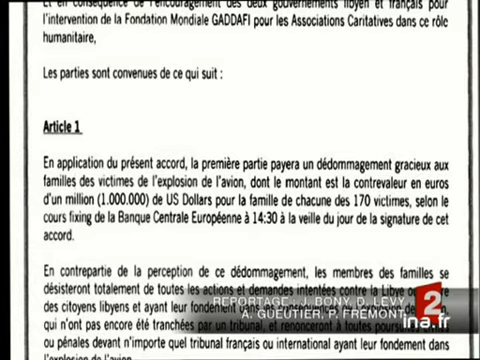 Et en conséquence de l'encouragement des deux gouvernements libyen et français pour
l'intervention de la Fondation Mondiale GADDAFI pour les Associations Caritatives dans ce rôle
humanitaire,
Les parties sont convenues de ce qui suit :
Article 1
En application du présent accord, la première partie payera un dédommagement gracieux aux
familles des victimes de l'explosion de l'avion, dont le montant est la contrevaleur en euros
d'un million (1.000.000) de US Dollars pour la famille de chacune des 170 victimes, selon le
cours fixing de la Banque Centrale Européenne à 14:30 à la veille du jour de la signature de cet
accord.
En contrepartie de la perception de ce dédommagement, les membres des familles se
désisteront totalement de toutes les actions et demandes intentées contre la Libye ou
des citoyens libyens et ayant leur fondement dans
REPORTAGE : J. BONY, D. LEVY
A. GUEUTIER, P. FREMONT
2
ina.fr
qui n'ont pas encore été tranchées par un tribunal, et renonceront à toutes
ou pénales devant n'importe quel tribunal français ou international ayant leur fondement dans
l'explosion de l'avion